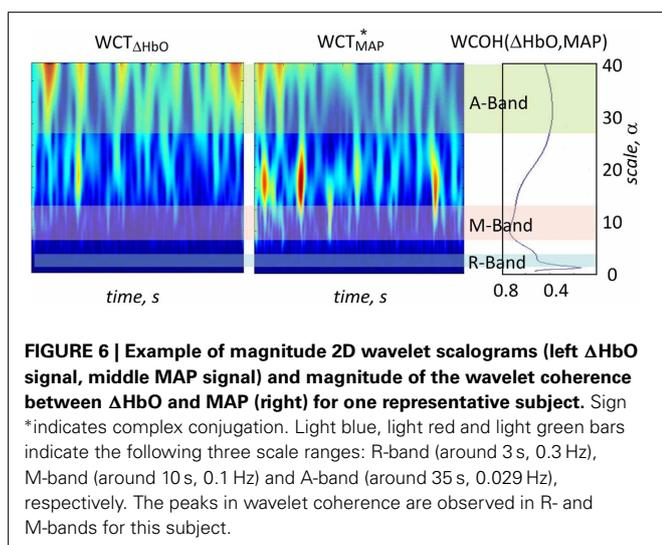 WCT ΔHbO
WCT* MAP
WCOH(ΔHbO,MAP)
40
A-Band
30
scale, α
20
M-Band
10
R-Band
0
time, s
time, s
0.8 0.4
FIGURE 6 | Example of magnitude 2D wavelet scalograms (left ΔHbO
signal, middle MAP signal) and magnitude of the wavelet coherence
between ΔHbO and MAP (right) for one representative subject. Sign
*indicates complex conjugation. Light blue, light red and light green bars
indicate the following three scale ranges: R-band (around 3 s, 0.3 Hz),
M-band (around 10 s, 0.1 Hz) and A-band (around 35 s, 0.029 Hz),
respectively. The peaks in wavelet coherence are observed in R- and
M-bands for this subject.